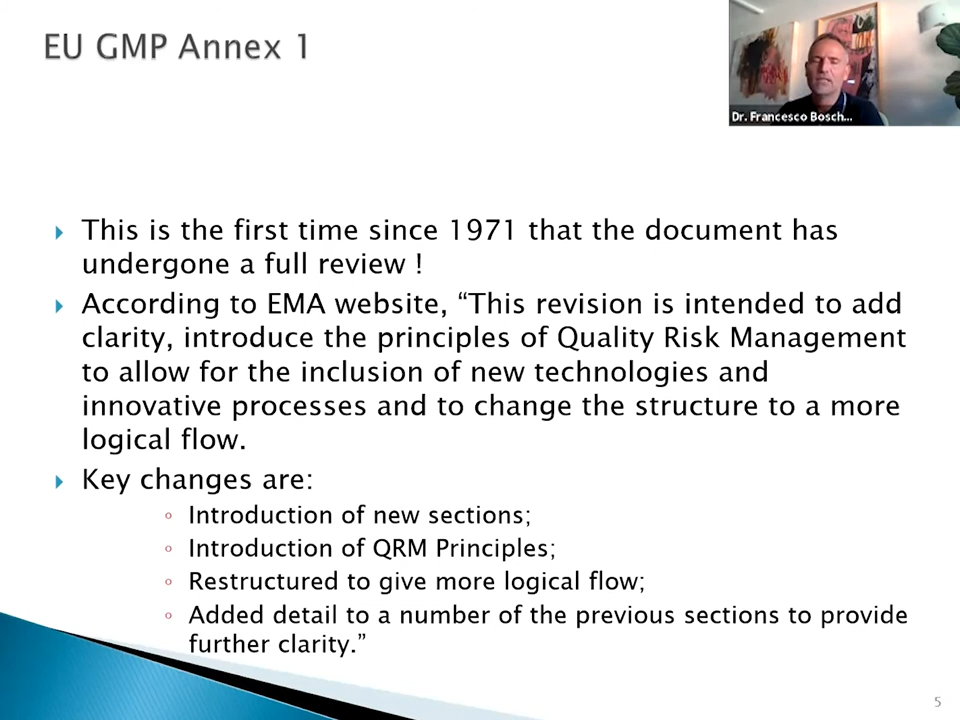 EU GMP Annex 1
Dr. Francesco Bosch...
This is the first time since 1971 that the document has
undergone a full review !
According to EMA website, “This revision is intended to add
clarity, introduce the principles of Quality Risk Management
to allow for the inclusion of new technologies and
innovative processes and to change the structure to a more
logical flow.
Key changes are:
Introduction of new sections;
Introduction of QRM Principles;
Restructured to give more logical flow;
Added detail to a number of the previous sections to provide
further clarity.”
5